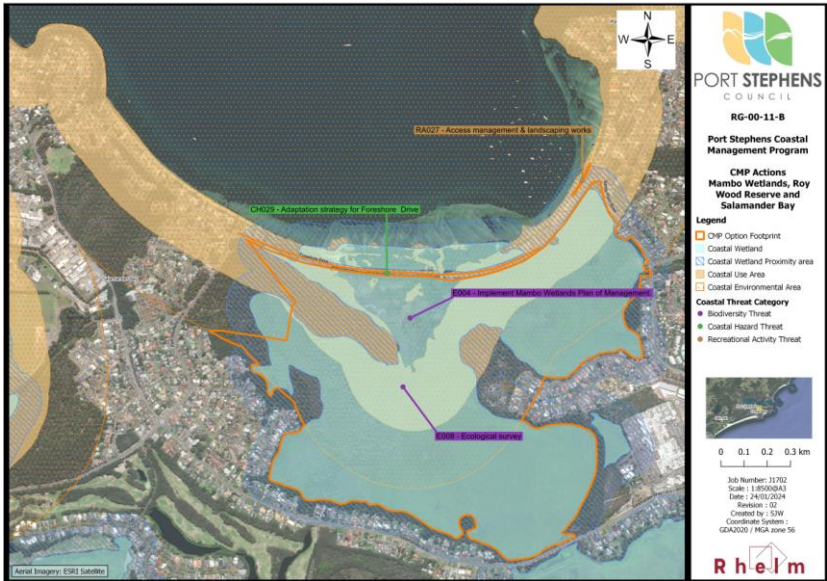 N
W E
S
RA027 - Access management & landscaping works
CH029 - Adaptation strategy for Foreshore Drive
E004 - Implement Mambo Wetlands Plan of Management
E008 - Ecological survey
Aerial Imagery: ESRI Satellite
PORT STEPHENS
COUNCIL
RG-00-11-B
Port Stephens Coastal
Management Program
CMP Actions
Mambo Wetlands, Roy
Wood Reserve and
Salamander Bay
Legend
CMP Option Footprint
Coastal Wetland
Coastal Wetland Proximity area
Coastal Use Area
Coastal Environmental Area
Coastal Threat Category
Biodiversity Threat
Coastal Hazard Threat
Recreational Activity Threat
0 0.1 0.2 0.3 km
Job Number: J1702
Scale : 1:8500@A3
Date : 24/01/2024
Revision : 02
Created by : SJW
Coordinate System :
GDA2020 / MGA zone 56
Rhelm